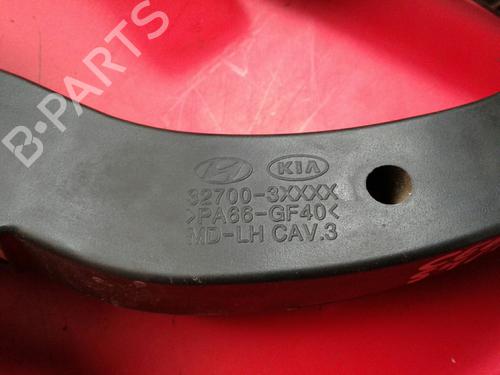 B-PARTS
KIA
32700-3XXXX
>PA66-GF40<
MD-LH CAV.3